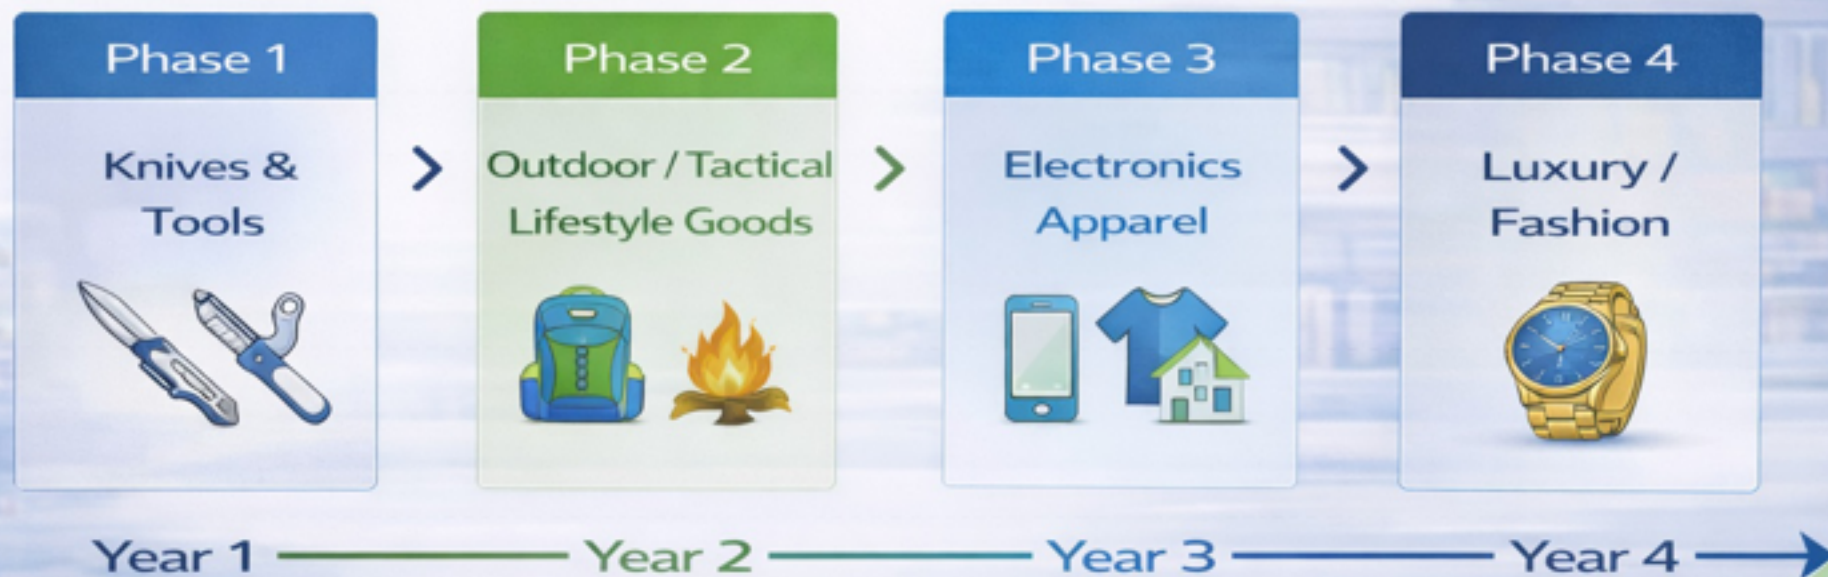 Phase 1
Knives &
Tools
Phase 2
Outdoor / Tactical
Lifestyle Goods
Phase 3
Electronics
Apparel
Phase 4
Luxury /
Fashion
Year 1
Year 2
Year 3
Year 4